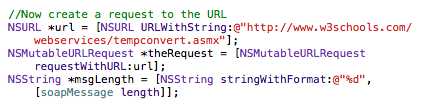 //Now create a request to the URL
NSURL *url = [NSURL URLWithString:@"http://www.w3schools.com/
webservices/tempconvert.asmx"];
NSMutableURLRequest *theRequest = [NSMutableURLRequest
requestWithURL:url];
NSString *msgLength = [NSString stringWithFormat:@"%d",
[soapMessage length]];